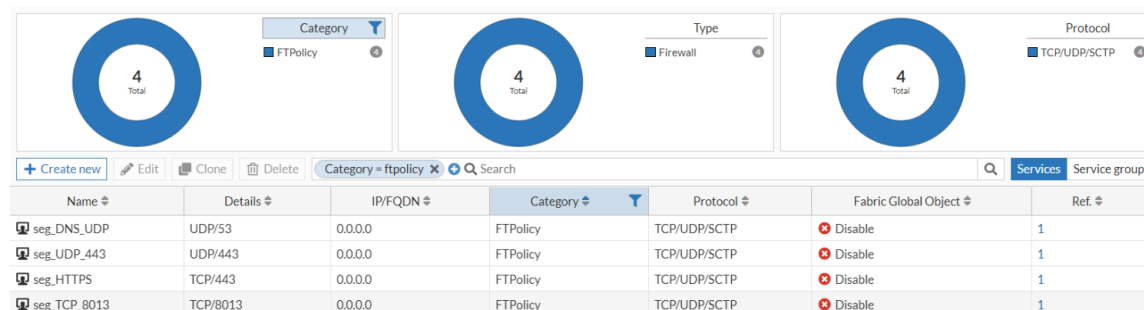 Category
FTPolicy 4
4
Total
Type
Firewall 4
4
Total
Protocol
TCP/UDP/SCTP 4
4
Total
Create new Edit Clone Delete Category = ftpolicy Search Services Service group
Name Details IP/FQDN Category Protocol Fabric Global Object Ref.
seg_DNS_UDP UDP/53 0.0.0.0 FTPolicy TCP/UDP/SCTP Disable 1
seg_UDP_443 UDP/443 0.0.0.0 FTPolicy TCP/UDP/SCTP Disable 1
seg_HTTPS TCP/443 0.0.0.0 FTPolicy TCP/UDP/SCTP Disable 1
seg_TCP_8013 TCP/8013 0.0.0.0 FTPolicy TCP/UDP/SCTP Disable 1